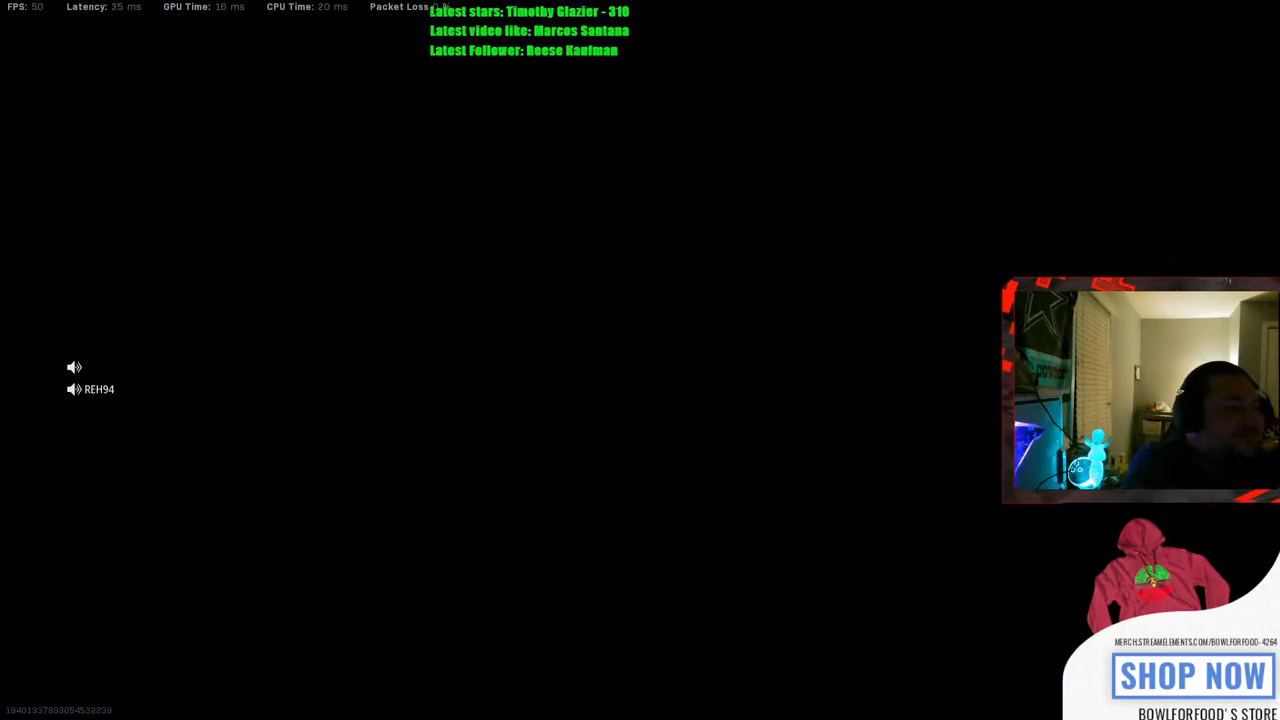 FPS: 50 Latency: 35 ms GPU Time: 16 ms CPU Time: 20 ms Packet Loss %
Latest stars: Timothy Glazier - 310
Latest video like: Marcos Santana
Latest Follower: Reese Kaufman
REH94
MERCH.STREAMELEMENTS.COM/BOWLFORFOOD-4264
SHOP NOW
BOWLFORFOOD'S STORE
19401337893054532239